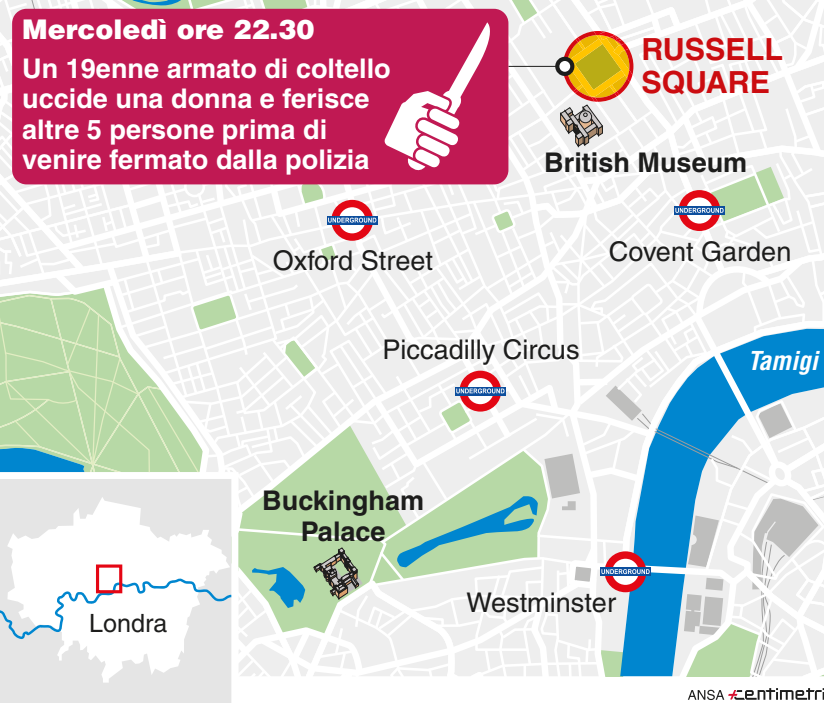 Mercoledì ore 22.30
Un 19enne armato di coltello
uccide una donna e ferisce
altre 5 persone prima di
venire fermato dalla polizia
RUSSELL
SQUARE
British Museum
UNDERGROUND
Oxford Street
UNDERGROUND
Covent Garden
Piccadilly Circus
UNDERGROUND
Tamigi
Buckingham
Palace
UNDERGROUND
Westminster
Londra
ANSA centimetri